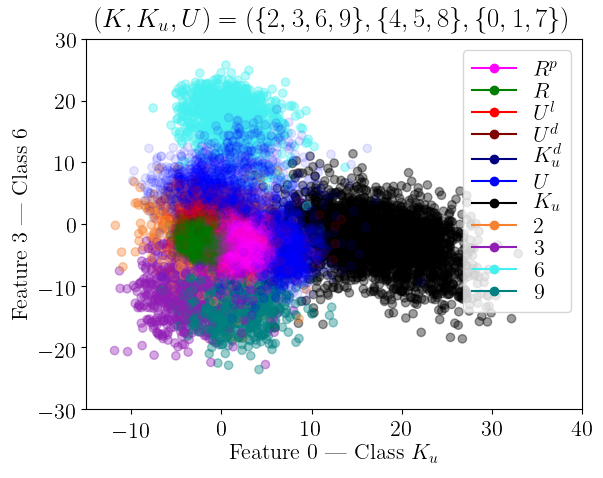 (K, K_u, U) = ({2, 3, 6, 9}, {4, 5, 8}, {0, 1, 7})
30
20
10
0
−10
−20
−30
Feature 3 — Class 6
R^p
R
U^l
U^d
K_u^d
U
K_u
2
3
6
9
−10
0
10
20
30
40
Feature 0 — Class K_u